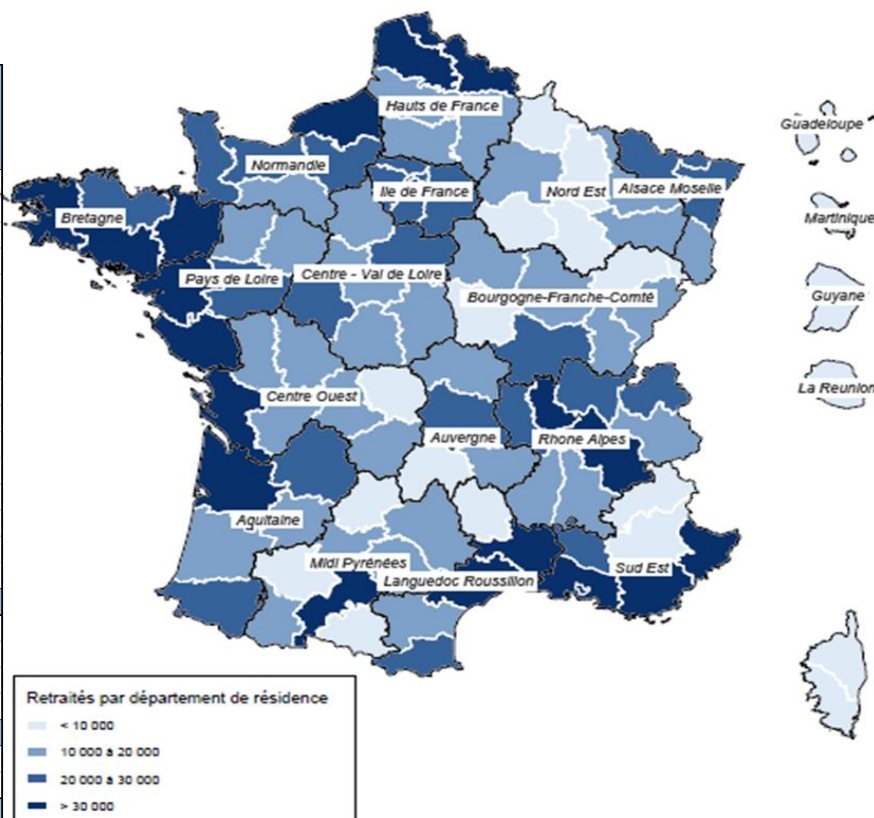 Hauts de France
Guadeloupe
Normandie
Ile de France
Nord Est
Alsace Moselle
Bretagne
Martinique
Pays de Loire
Centre - Val de Loire
Bourgogne-Franche-Comté
Guyane
La Reunion
Centre Ouest
Auvergne
Rhone Alpes
Aquitaine
Midi Pyrénées
Languedoc Roussillon
Sud Est
Retraités par département de résidence
< 10 000
10 000 à 20 000
20 000 à 30 000
> 30 000